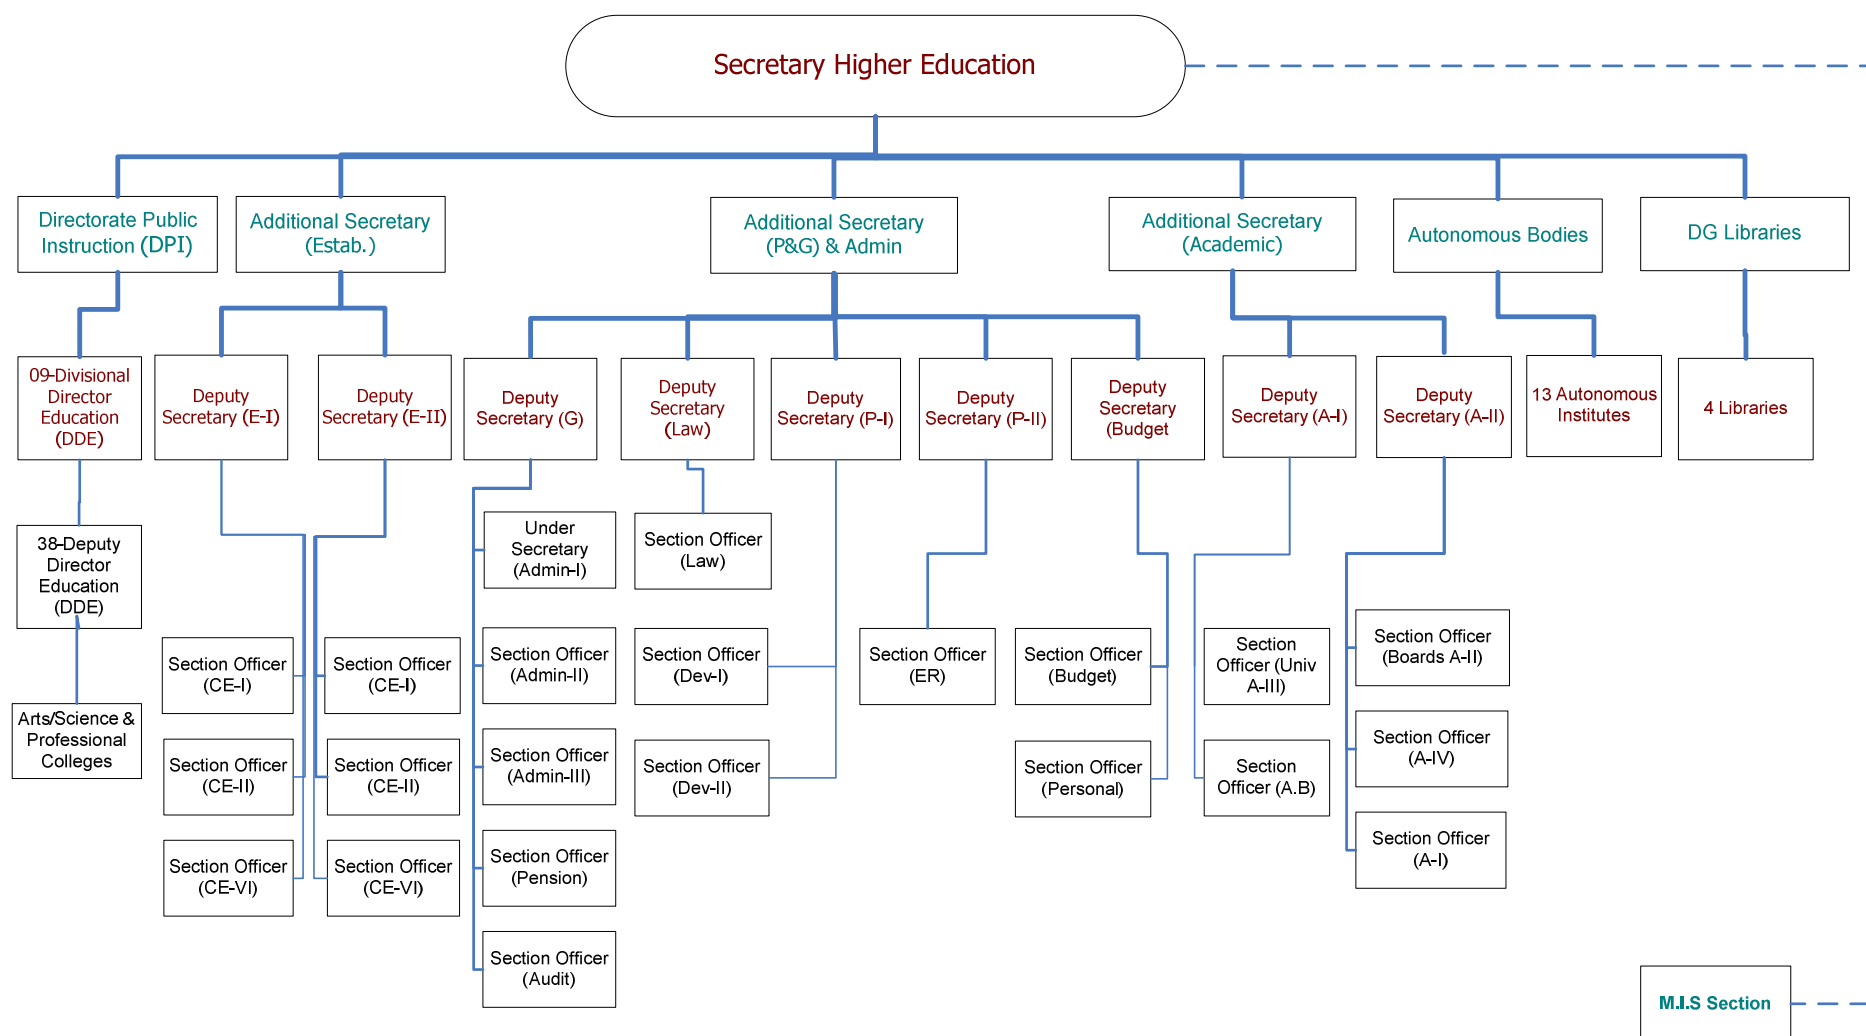 Secretary Higher Education
Directorate Public
Instruction (DPI)
Additional Secretary
(Estab.)
Additional Secretary
(P&G) & Admin
Additional Secretary
(Academic)
Autonomous Bodies
DG Libraries
09-Divisional
Director
Education
(DDE)
Deputy
Secretary (E-I)
Deputy
Secretary (E-II)
Deputy
Secretary (G)
Deputy
Secretary
(Law)
Deputy
Secretary (P-I)
Deputy
Secretary (P-II)
Deputy
Secretary
(Budget
Deputy
Secretary (A-I)
Deputy
Secretary (A-II)
13 Autonomous
Institutes
4 Libraries
38-Deputy
Director
Education
(DDE)
Under
Secretary
(Admin-I)
Section Officer
(Law)
Section Officer
(CE-I)
Section Officer
(CE-I)
Section Officer
(Admin-II)
Section Officer
(Dev-I)
Section Officer
(ER)
Section Officer
(Budget)
Section
Officer (Univ
A-III)
Section Officer
(Boards A-II)
Arts/Science &
Professional
Colleges
Section Officer
(CE-II)
Section Officer
(CE-II)
Section Officer
(Admin-III)
Section Officer
(Dev-II)
Section Officer
(Personal)
Section
Officer (A.B)
Section Officer
(A-IV)
Section Officer
(CE-VI)
Section Officer
(CE-VI)
Section Officer
(Pension)
Section Officer
(A-I)
Section Officer
(Audit)
M.I.S Section